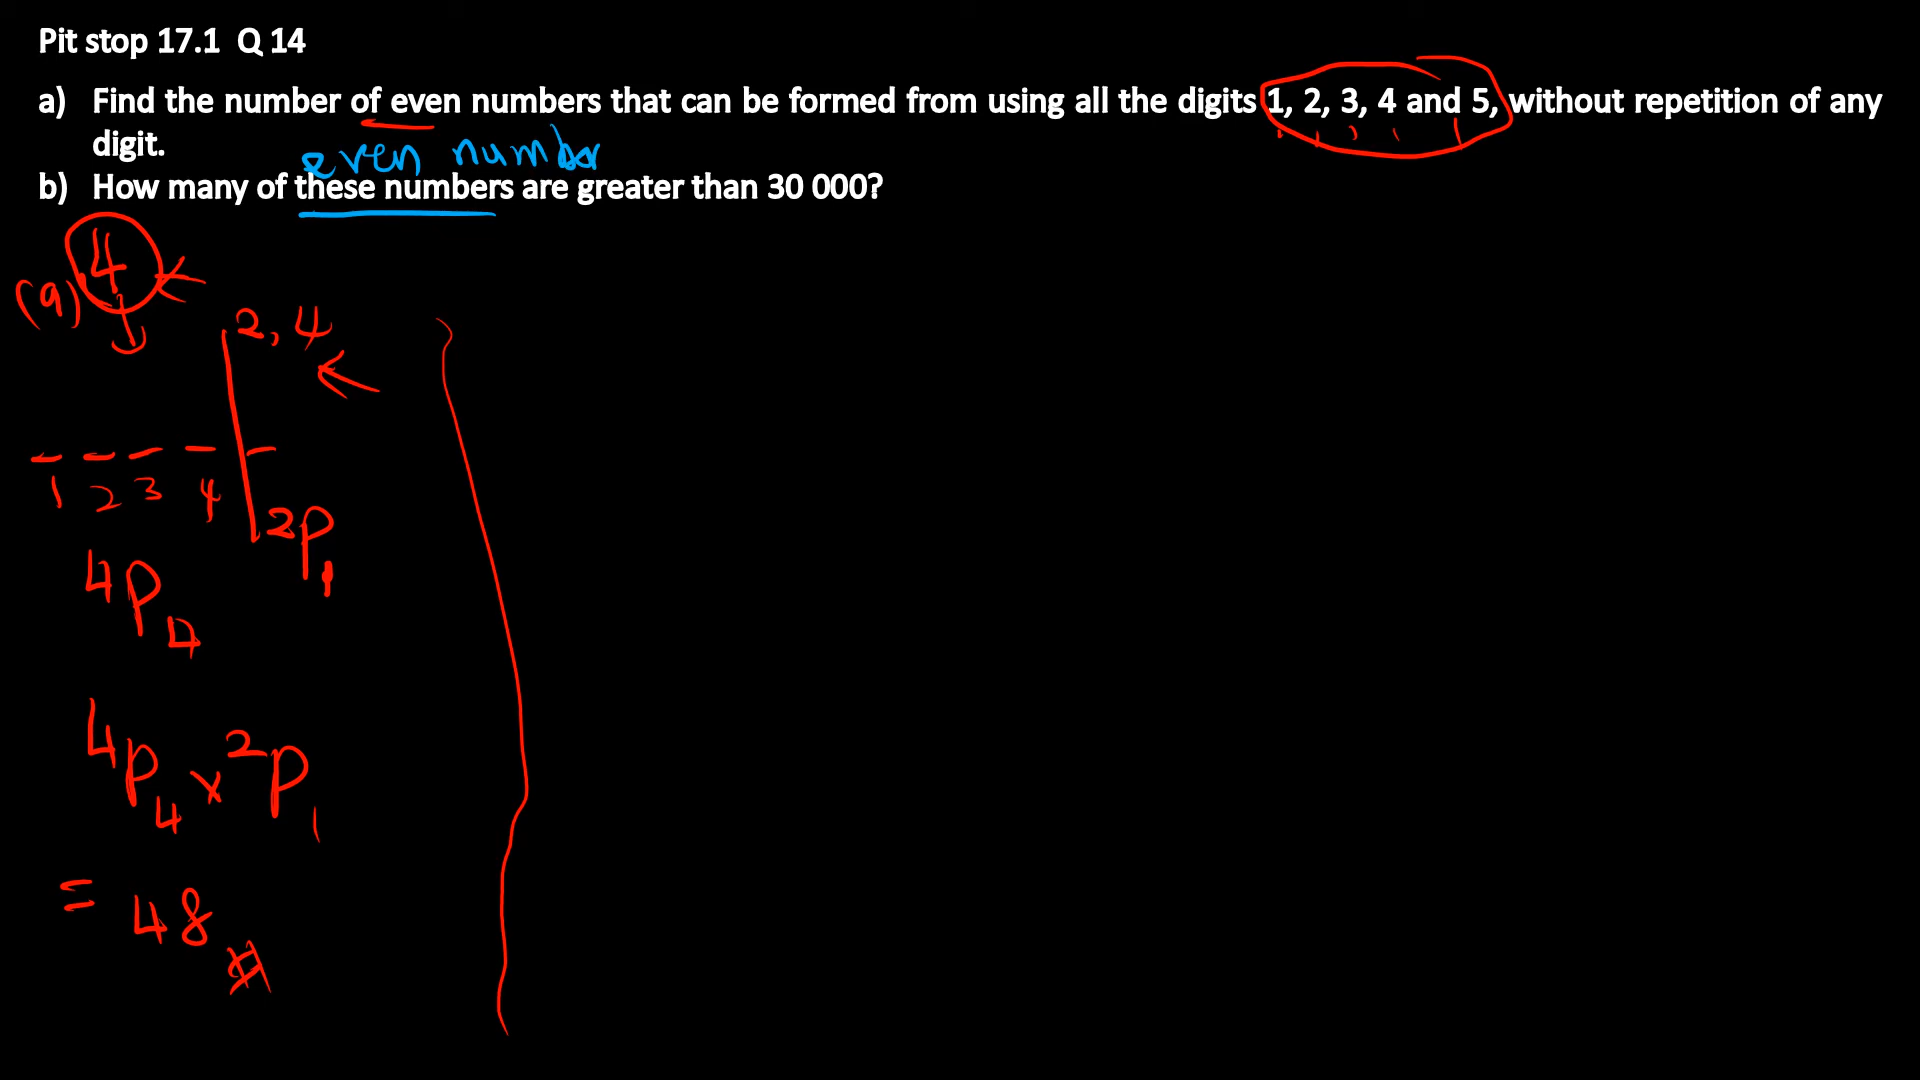 Pit stop 17.1 Q 14
a) Find the number of even numbers that can be formed from using all the digits 1, 2, 3, 4 and 5, without repetition of any
digit.
even number
b) How many of these numbers are greater than 30 000?
(a) 4
2, 4
1 2 3 4
2P1
4P4
4P4 x 2P1
= 48